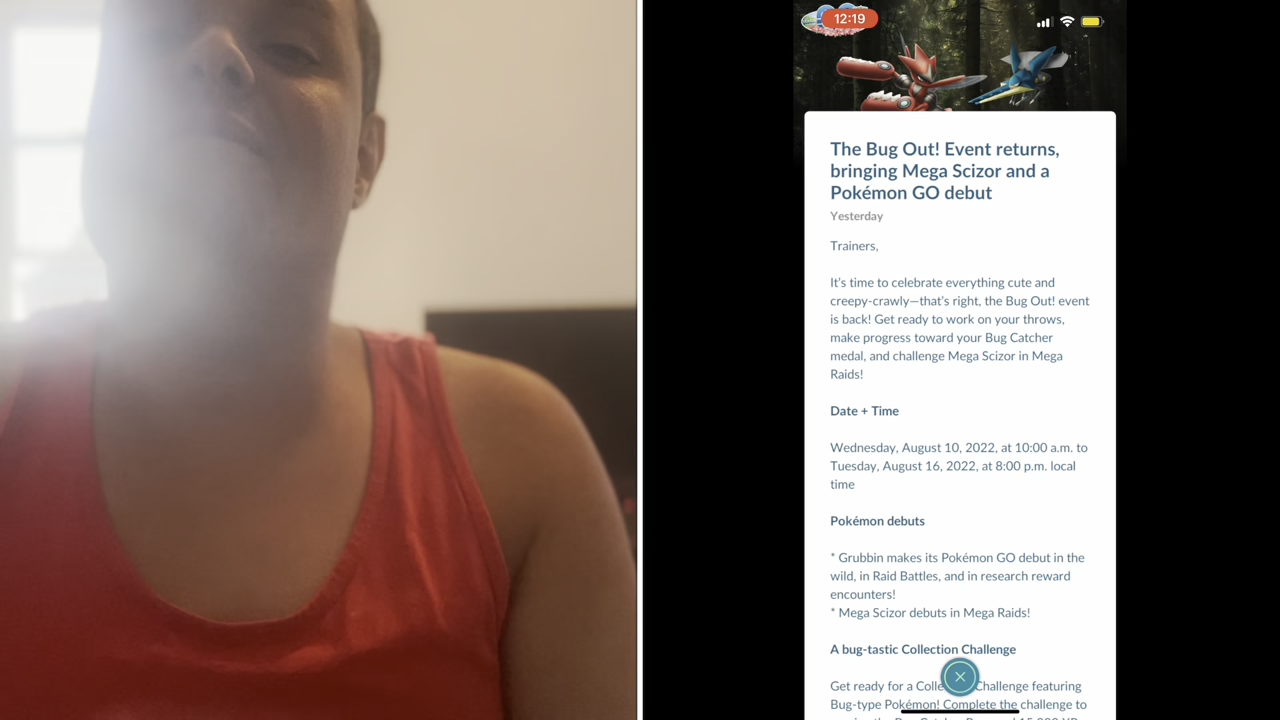 12:19
The Bug Out! Event returns,
bringing Mega Scizor and a
Pokémon GO debut
Yesterday
Trainers,
It's time to celebrate everything cute and
creepy-crawly—that's right, the Bug Out! event
is back! Get ready to work on your throws,
make progress toward your Bug Catcher
medal, and challenge Mega Scizor in Mega
Raids!
Date + Time
Wednesday, August 10, 2022, at 10:00 a.m. to
Tuesday, August 16, 2022, at 8:00 p.m. local
time
Pokémon debuts
* Grubbin makes its Pokémon GO debut in the
wild, in Raid Battles, and in research reward
encounters!
* Mega Scizor debuts in Mega Raids!
A bug-tastic Collection Challenge
Get ready for a Challenge featuring
Bug-type Pokémon! Complete the challenge to